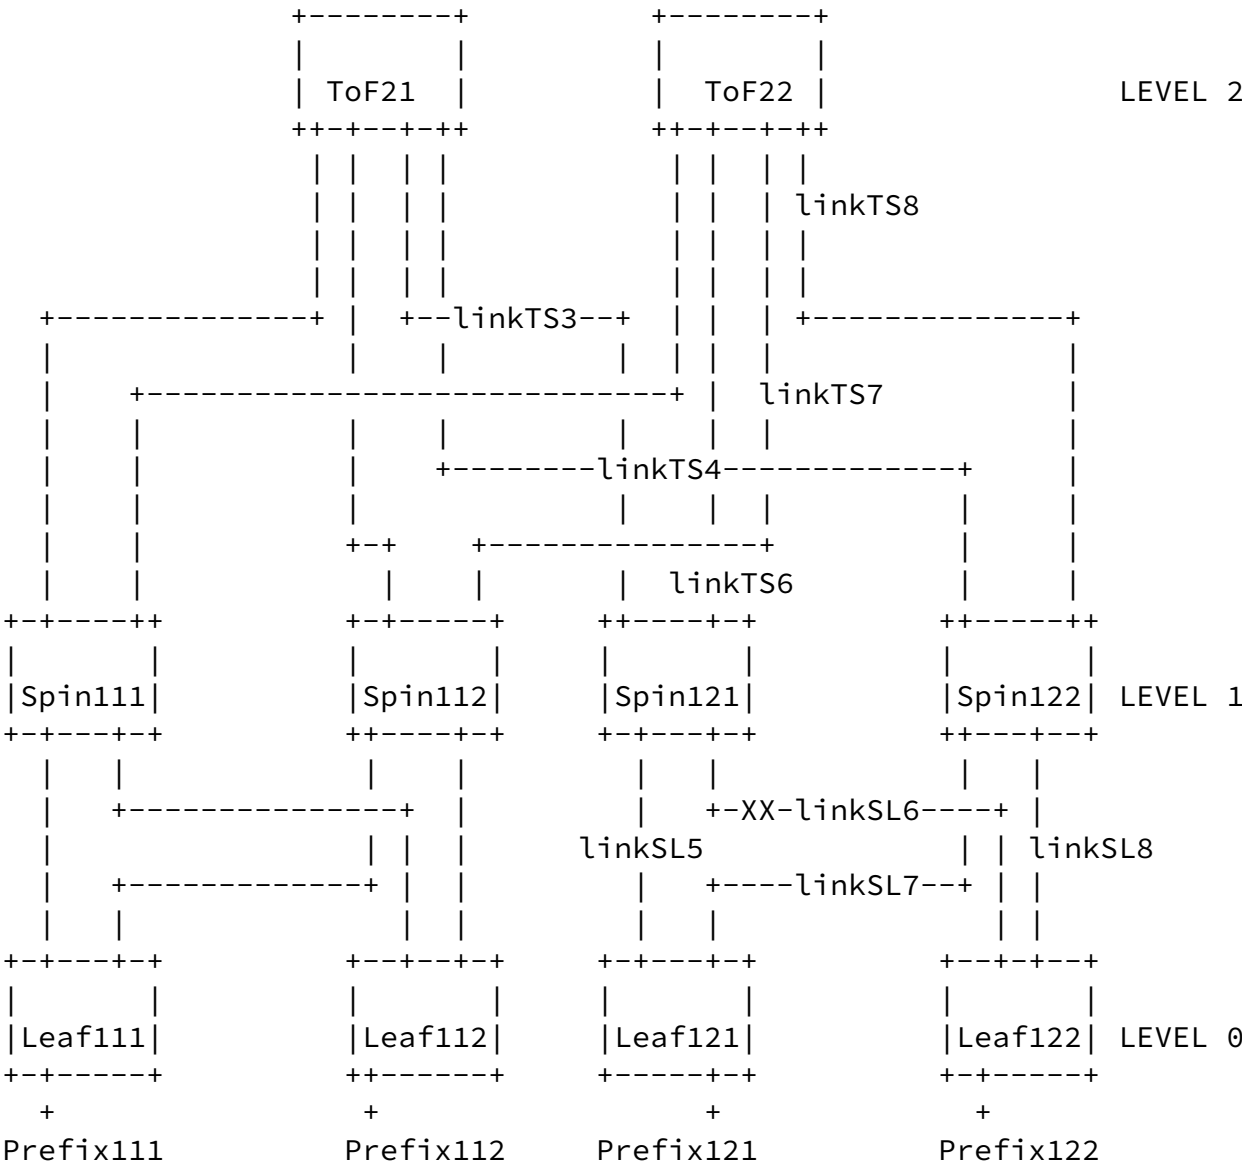 ToF21 ToF22 LEVEL 2
linkTS8
linkTS3
linkTS7
linkTS4
linkTS6
Spin111 Spin112 Spin121 Spin122 LEVEL 1
XX linkSL6
linkSL5 linkSL8
linkSL7
Leaf111 Leaf112 Leaf121 Leaf122 LEVEL 0
Prefix111 Prefix112 Prefix121 Prefix122